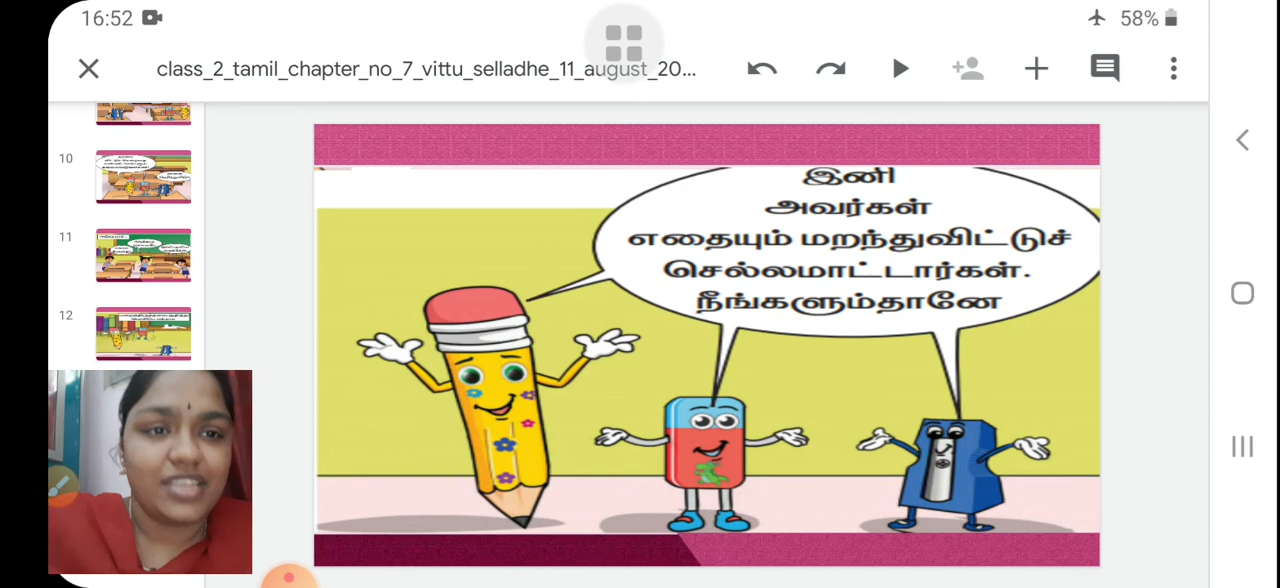 16:52
58%
class_2_tamil_chapter_no_7_vittu_selladhe_11_august_20...
10
11
12
இனி
அவர்கள்
எதையும் மறந்துவிட்டுச்
செல்லமாட்டார்கள்.
நீங்களும்தானே